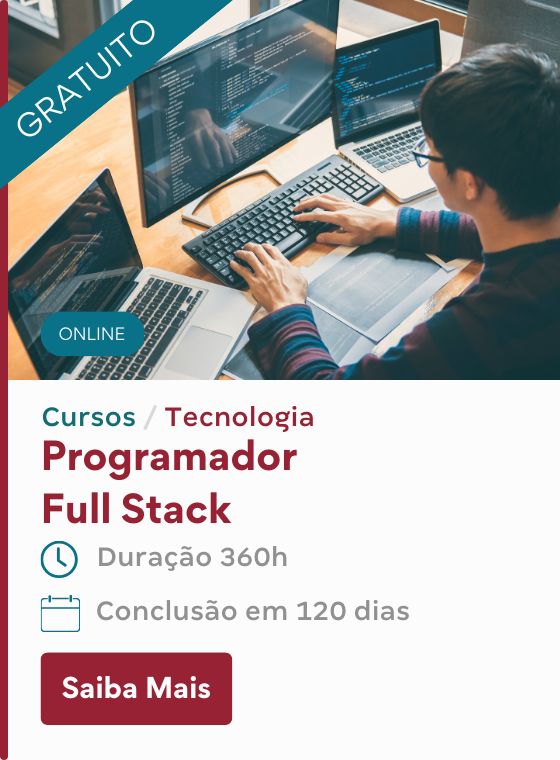 GRATUITO
ONLINE
Cursos / Tecnologia
Programador
Full Stack
Duração 360h
Conclusão em 120 dias
Saiba Mais